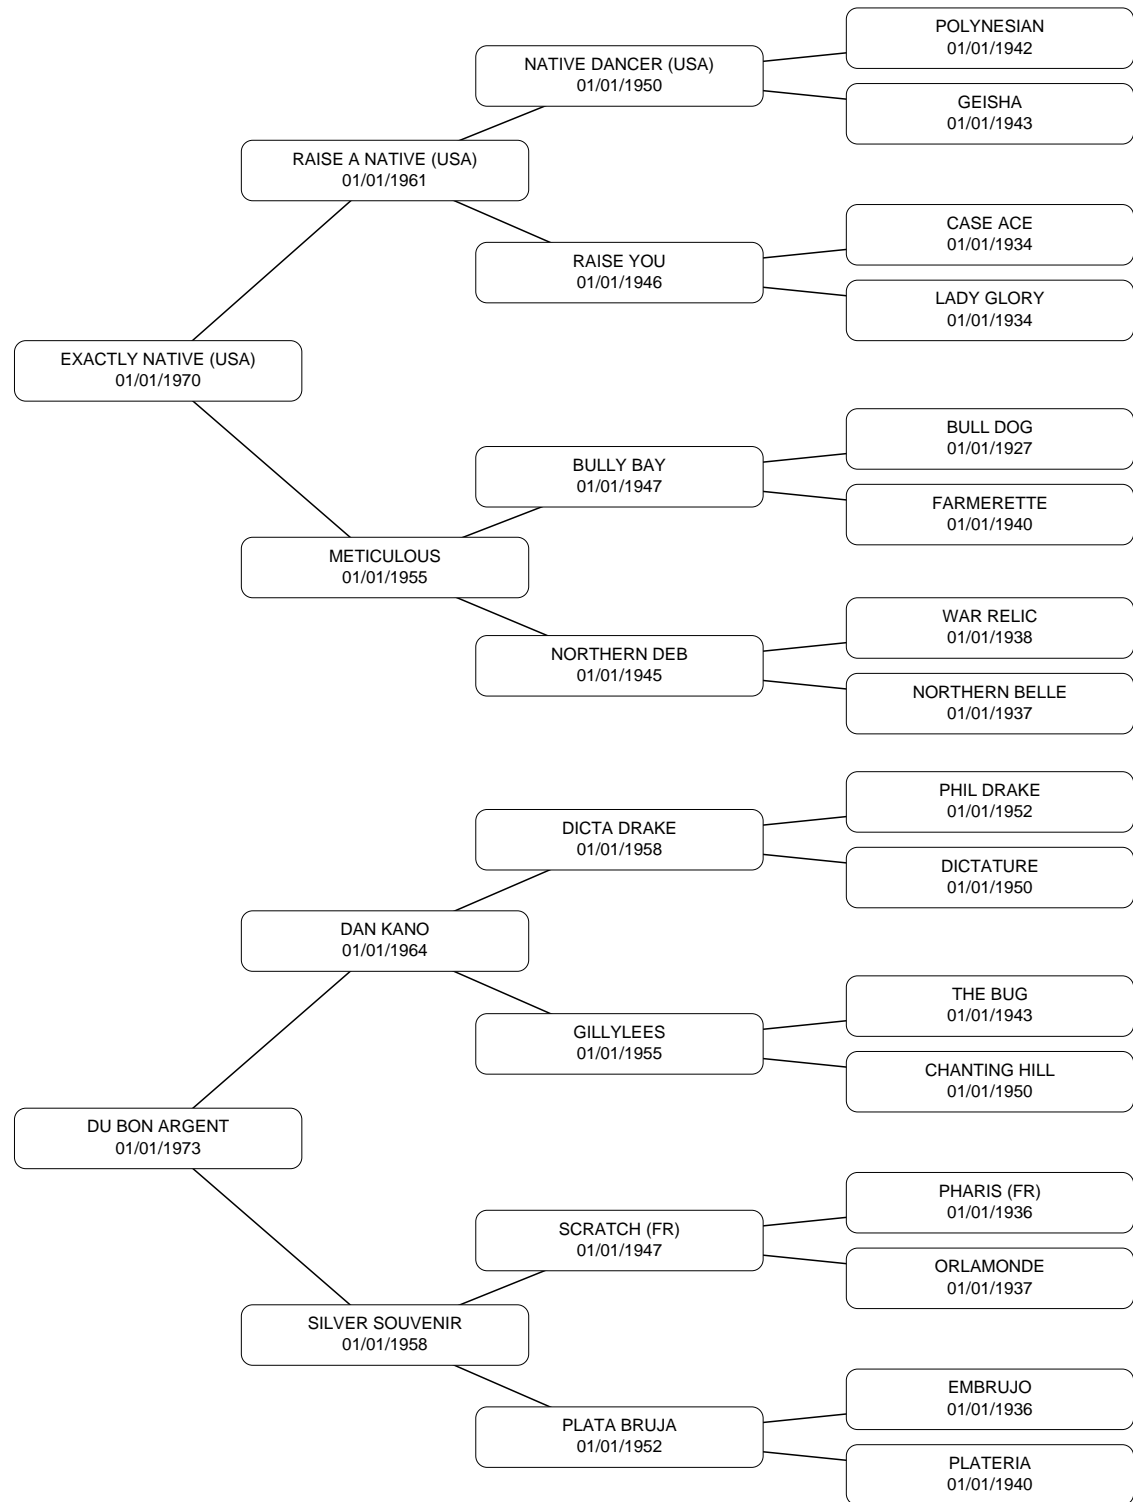 POLYNESIAN
01/01/1942
NATIVE DANCER (USA)
01/01/1950
GEISHA
01/01/1943
RAISE A NATIVE (USA)
01/01/1961
CASE ACE
01/01/1934
RAISE YOU
01/01/1946
LADY GLORY
01/01/1934
EXACTLY NATIVE (USA)
01/01/1970
BULL DOG
01/01/1927
BULLY BAY
01/01/1947
FARMERETTE
01/01/1940
METICULOUS
01/01/1955
WAR RELIC
01/01/1938
NORTHERN DEB
01/01/1945
NORTHERN BELLE
01/01/1937
PHIL DRAKE
01/01/1952
DICTA DRAKE
01/01/1958
DICTATURE
01/01/1950
DAN KANO
01/01/1964
THE BUG
01/01/1943
GILLYLEES
01/01/1955
CHANTING HILL
01/01/1950
DU BON ARGENT
01/01/1973
PHARIS (FR)
01/01/1936
SCRATCH (FR)
01/01/1947
ORLAMONDE
01/01/1937
SILVER SOUVENIR
01/01/1958
EMBRUJO
01/01/1936
PLATA BRUJA
01/01/1952
PLATERIA
01/01/1940